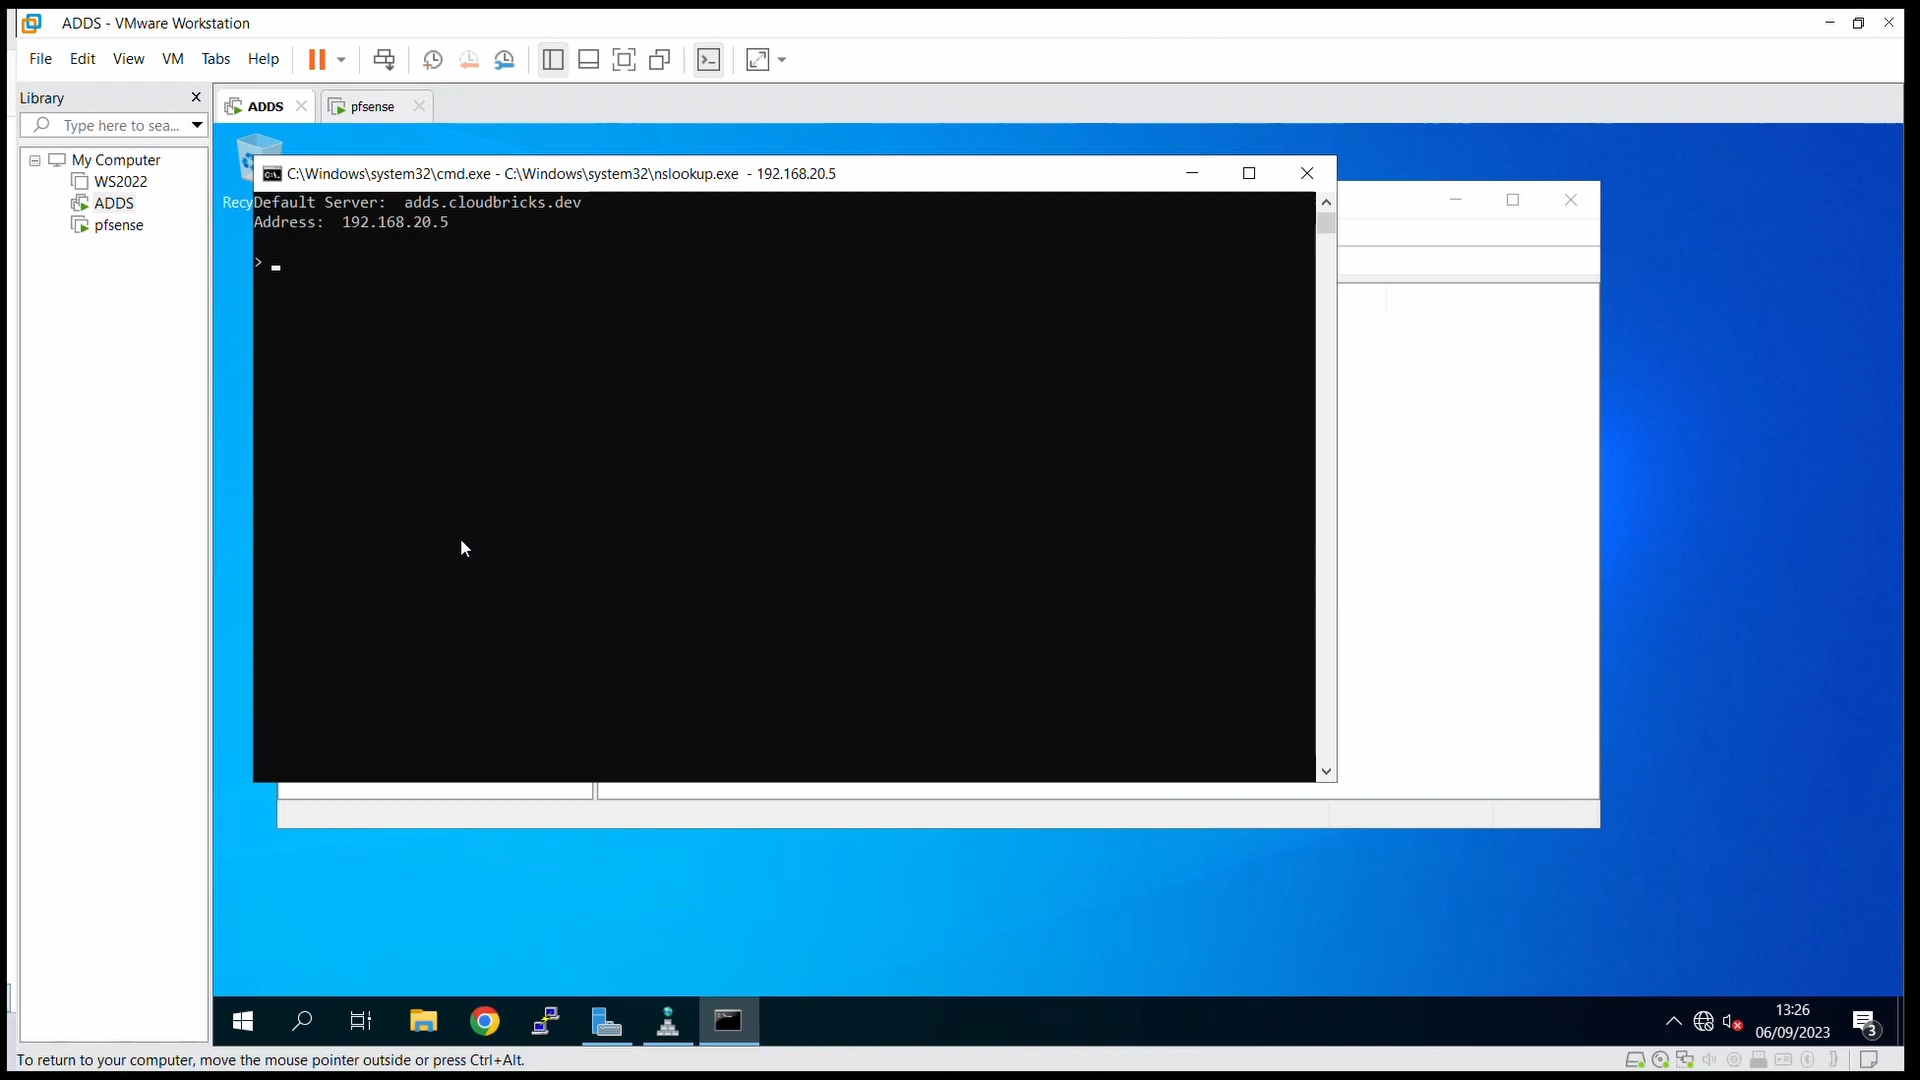 ADDS - VMware Workstation
File Edit View VM Tabs Help
Library
ADDS
pfsense
Type here to sea...
My Computer
WS2022
ADDS
pfsense
C:\Windows\system32\cmd.exe - C:\Windows\system32\nslookup.exe - 192.168.20.5
Recy
Default Server: adds.cloudbricks.dev
Address: 192.168.20.5
>
13:26
06/09/2023
3
To return to your computer, move the mouse pointer outside or press Ctrl+Alt.